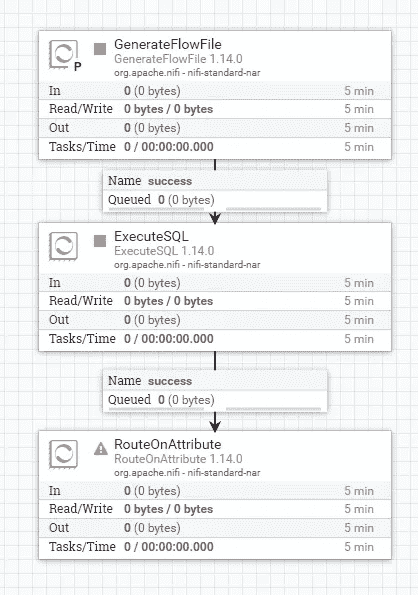 GenerateFlowFile
GenerateFlowFile 1.14.0
org.apache.nifi - nifi-standard-nar
P
In 0 (0 bytes) 5 min
Read/Write 0 bytes / 0 bytes 5 min
Out 0 (0 bytes) 5 min
Tasks/Time 0 / 00:00:00.000 5 min
Name success
Queued 0 (0 bytes)
ExecuteSQL
ExecuteSQL 1.14.0
org.apache.nifi - nifi-standard-nar
In 0 (0 bytes) 5 min
Read/Write 0 bytes / 0 bytes 5 min
Out 0 (0 bytes) 5 min
Tasks/Time 0 / 00:00:00.000 5 min
Name success
Queued 0 (0 bytes)
RouteOnAttribute
RouteOnAttribute 1.14.0
org.apache.nifi - nifi-standard-nar
In 0 (0 bytes) 5 min
Read/Write 0 bytes / 0 bytes 5 min
Out 0 (0 bytes) 5 min
Tasks/Time 0 / 00:00:00.000 5 min